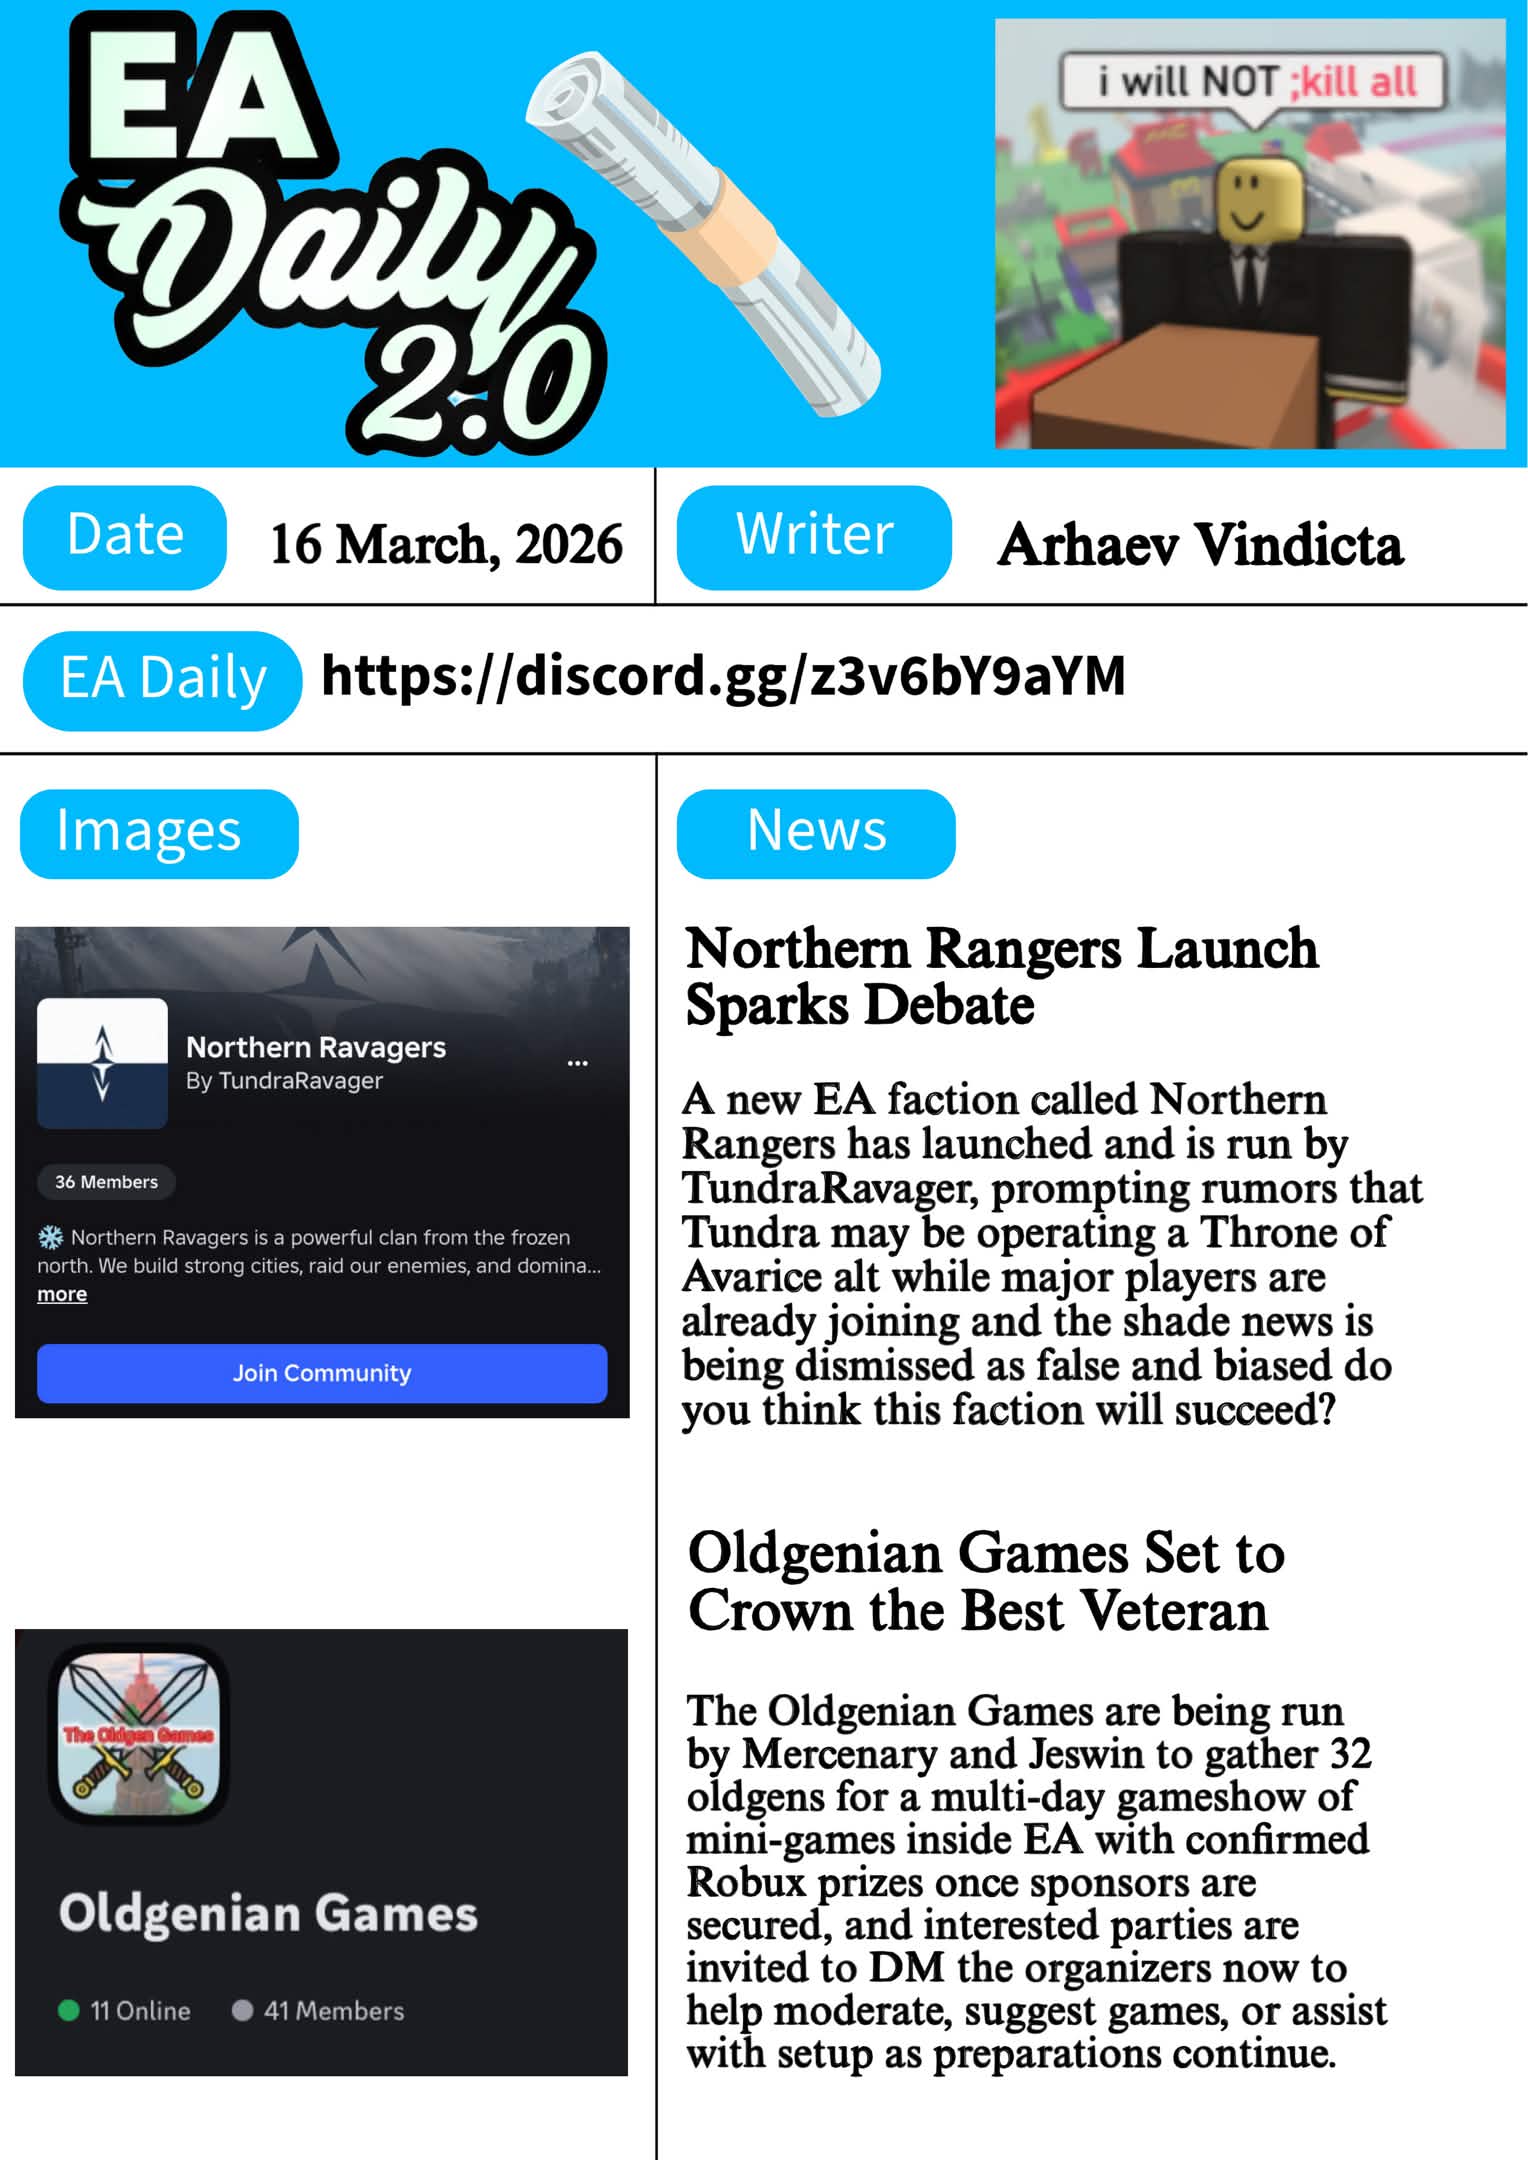 EA
Daily
2.0
i will NOT ;kill all
Date
16 March, 2026
Writer
Arhaev Vindicta
EA Daily
https://discord.gg/z3v6bY9aYM
Images
Northern Ravagers
By TundraRavager
...
36 Members
Northern Ravagers is a powerful clan from the frozen
north. We build strong cities, raid our enemies, and domina...
more
Join Community
The Oldgen Games
Oldgenian Games
11 Online
41 Members
News
Northern Rangers Launch
Sparks Debate
A new EA faction called Northern
Rangers has launched and is run by
TundraRavager, prompting rumors that
Tundra may be operating a Throne of
Avarice alt while major players are
already joining and the shade news is
being dismissed as false and biased do
you think this faction will succeed?
Oldgenian Games Set to
Crown the Best Veteran
The Oldgenian Games are being run
by Mercenary and Jeswin to gather 32
oldgens for a multi-day gameshow of
mini-games inside EA with confirmed
Robux prizes once sponsors are
secured, and interested parties are
invited to DM the organizers now to
help moderate, suggest games, or assist
with setup as preparations continue.